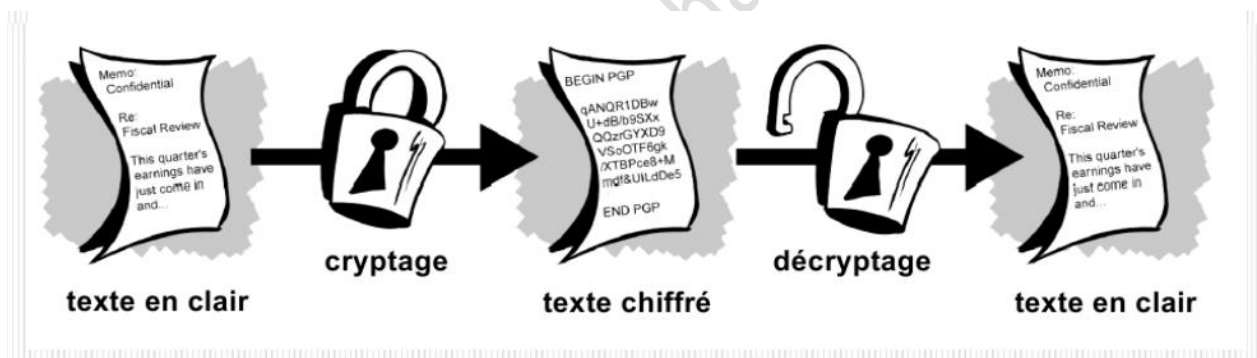 Memo:
Confidential
Re:
Fiscal Review
This quarter's
earnings have
just come in
and...
BEGIN PGP
qANQR1DBw
U+dB/b9SXx
QQzrGYXD9
VSoOTF6gk
/XTBPce8+M
mdf&UILdDe5
END PGP
Memo:
Confidential
Re:
Fiscal Review
This quarter's
earnings have
just come in
and...
cryptage
décryptage
texte en clair
texte chiffré
texte en clair